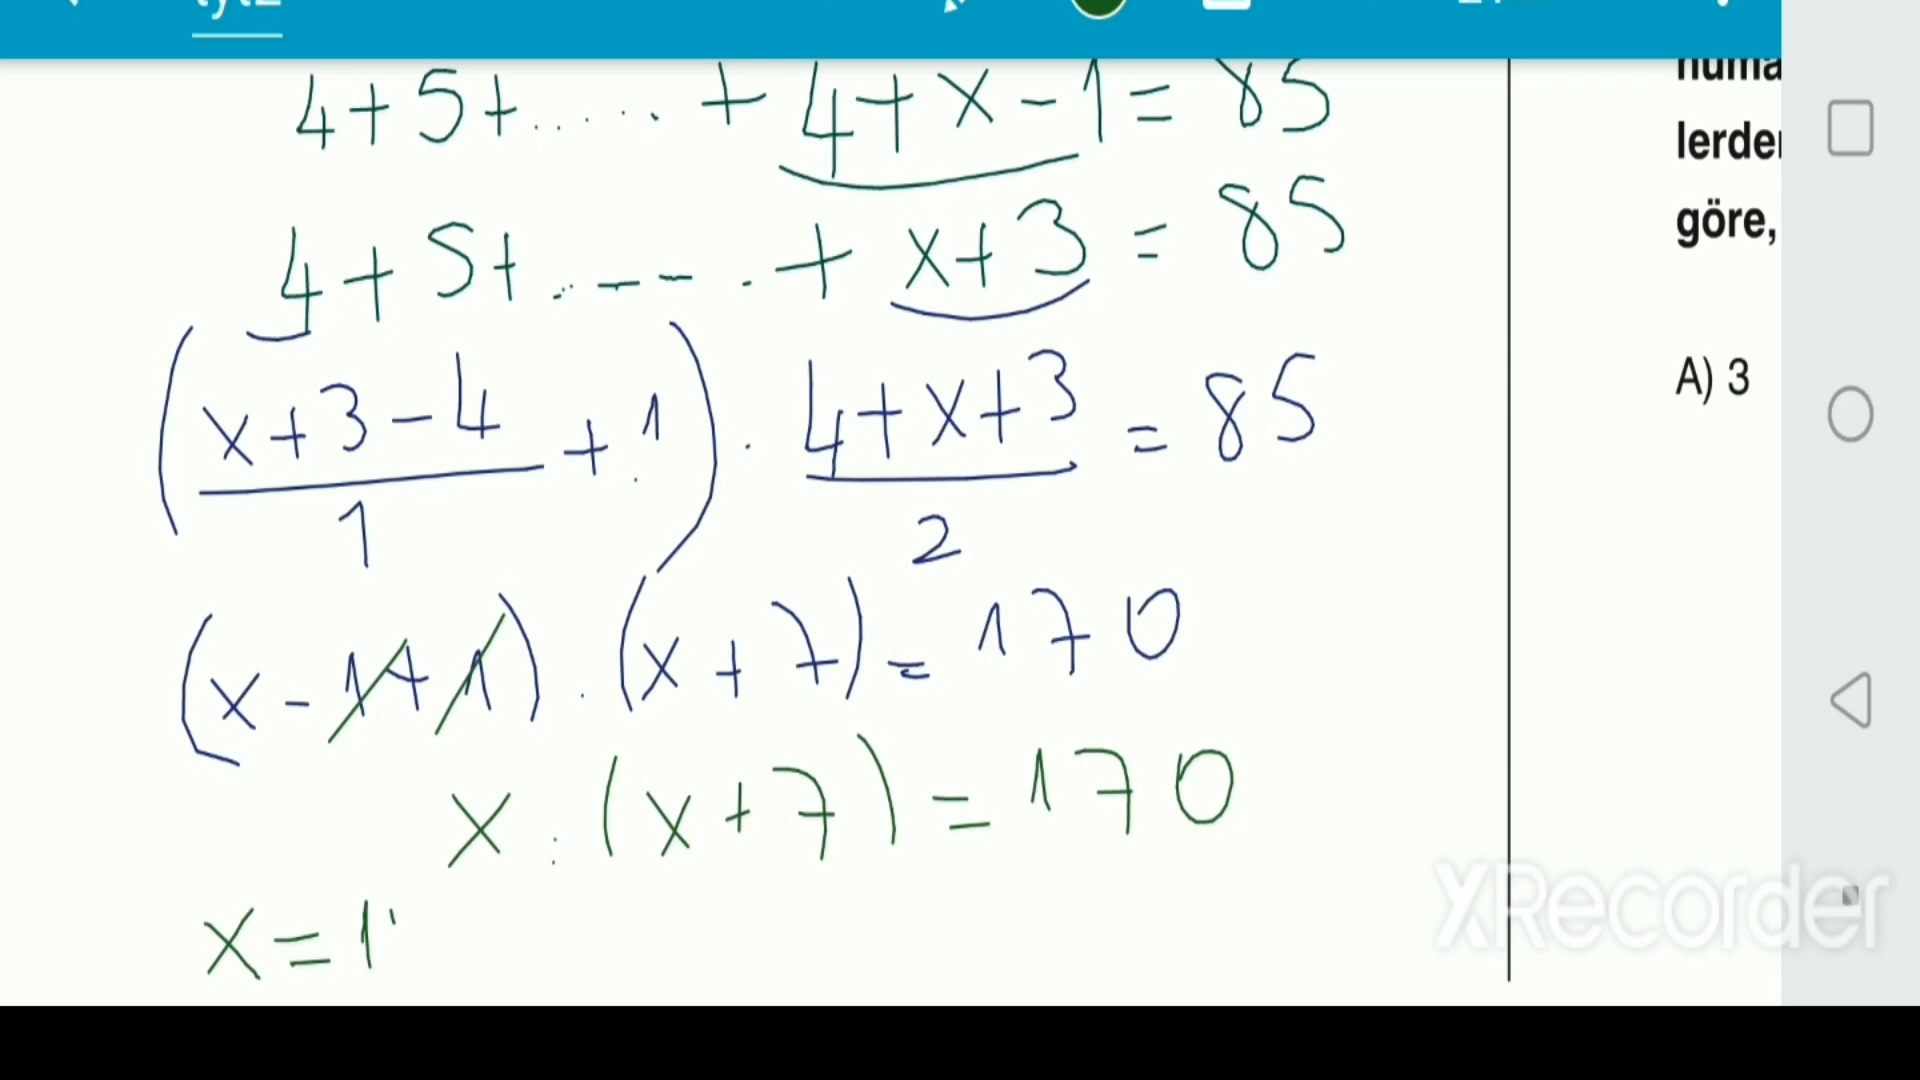 4+5+.....+4+x-1=85
4+5+.---.+x+3=85
(x+3-4/1+1).4+x+3/2=85
(x-1+1).(x+7)=170
x.(x+7)=170
x=1
lerde
göre,
A) 3
XRecorder